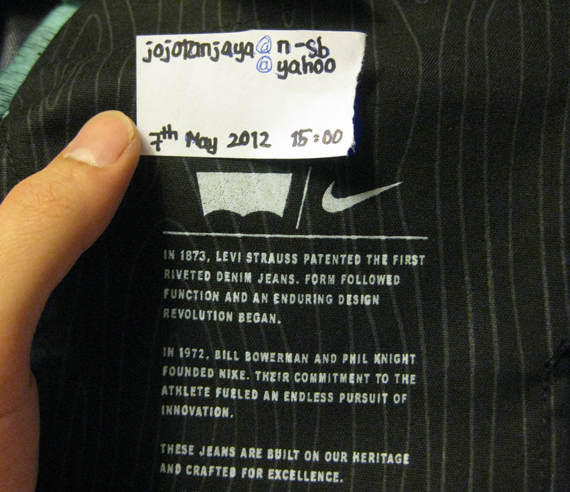 jojotanjaya@n-sb
@yahoo
7th May 2012 15:00
IN 1873, LEVI STRAUSS PATENTED THE FIRST
RIVETED DENIM JEANS. FORM FOLLOWED
FUNCTION AND AN ENDURING DESIGN
REVOLUTION BEGAN.
IN 1972, BILL BOWERMAN AND PHIL KNIGHT
FOUNDED NIKE. THEIR COMMITMENT TO THE
ATHLETE FUELED AN ENDLESS PURSUIT OF
INNOVATION.
THESE JEANS ARE BUILT ON OUR HERITAGE
AND CRAFTED FOR EXCELLENCE.